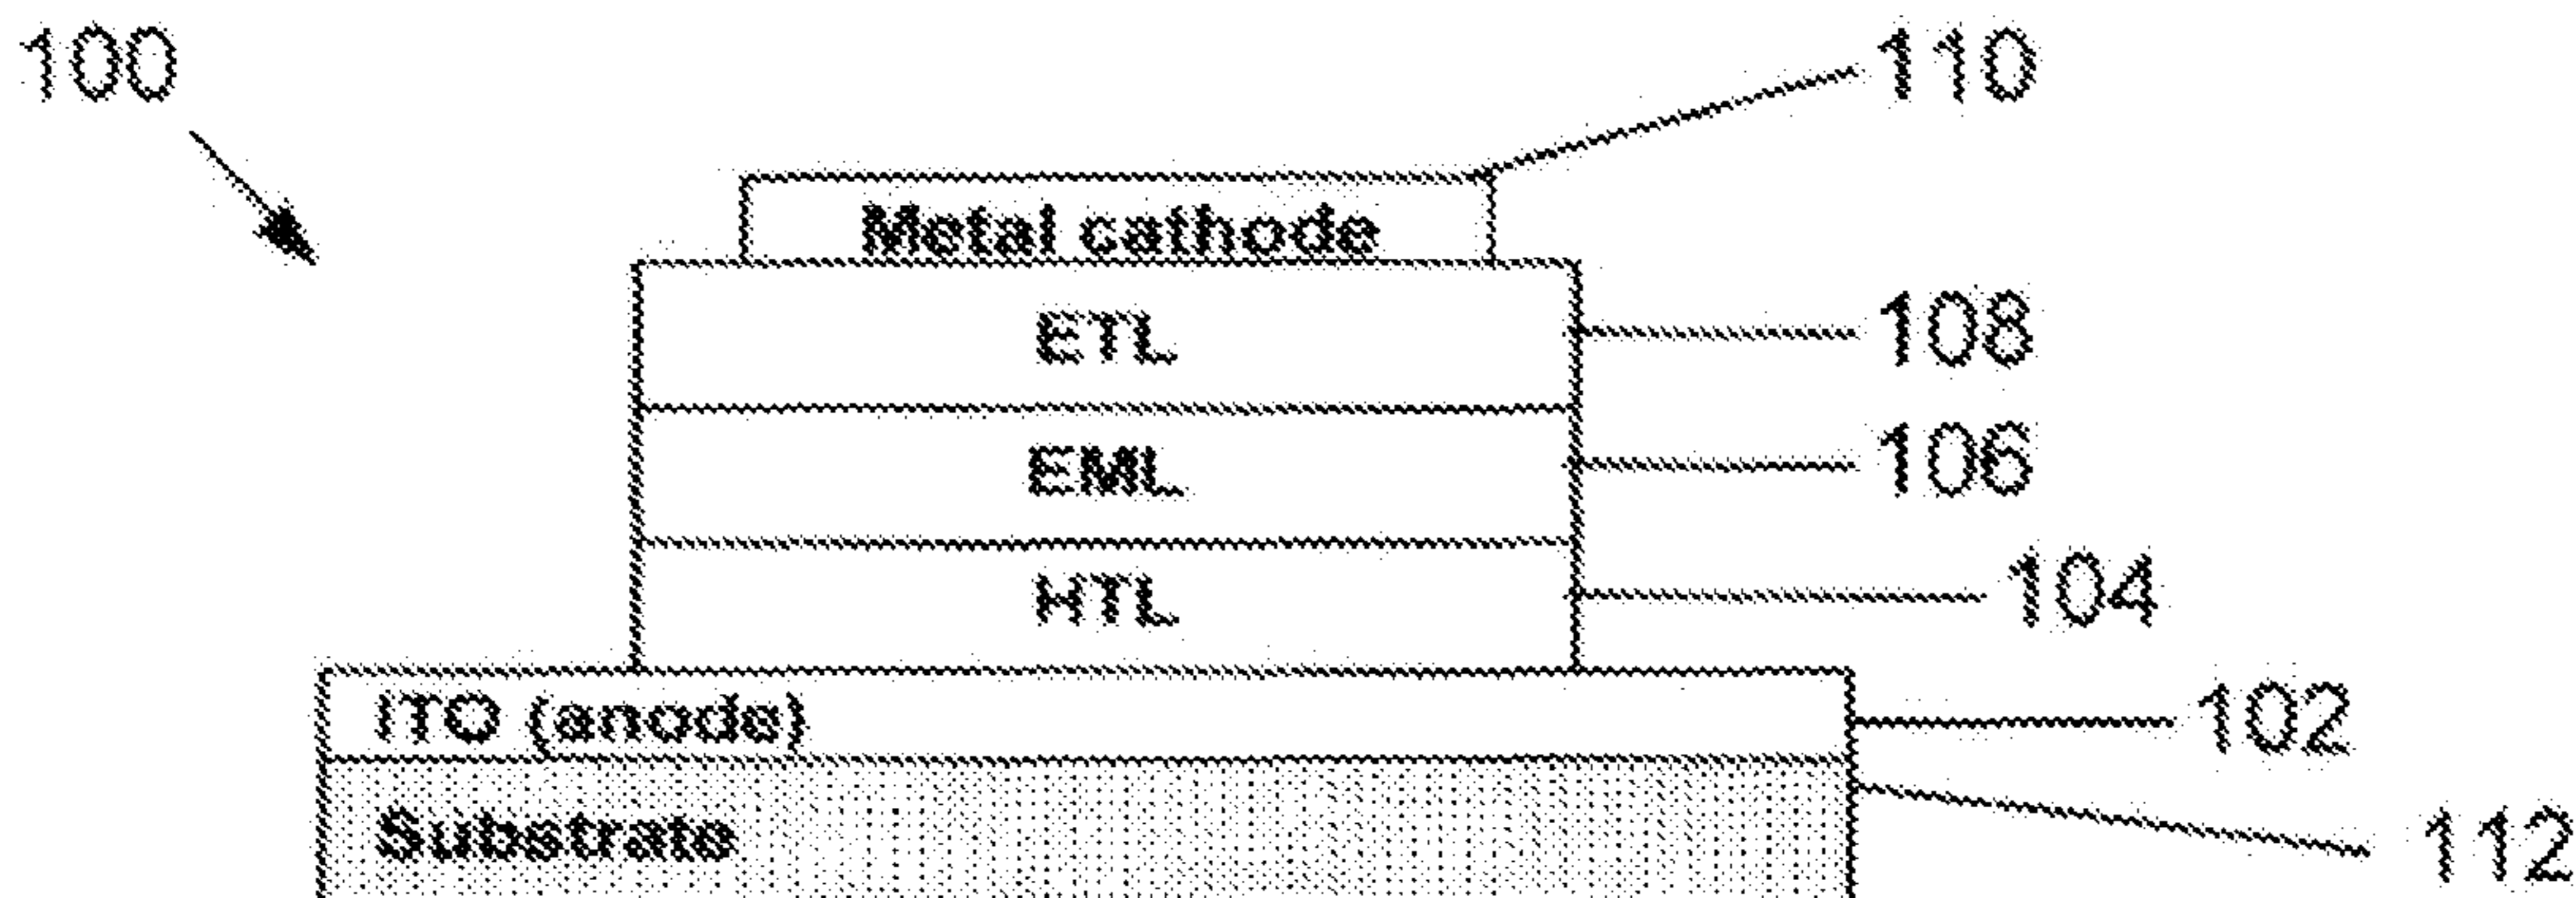 100
110
Metal cathode
ETL
108
EML
106
HTL
104
ITO (anode)
102
Substrate
112